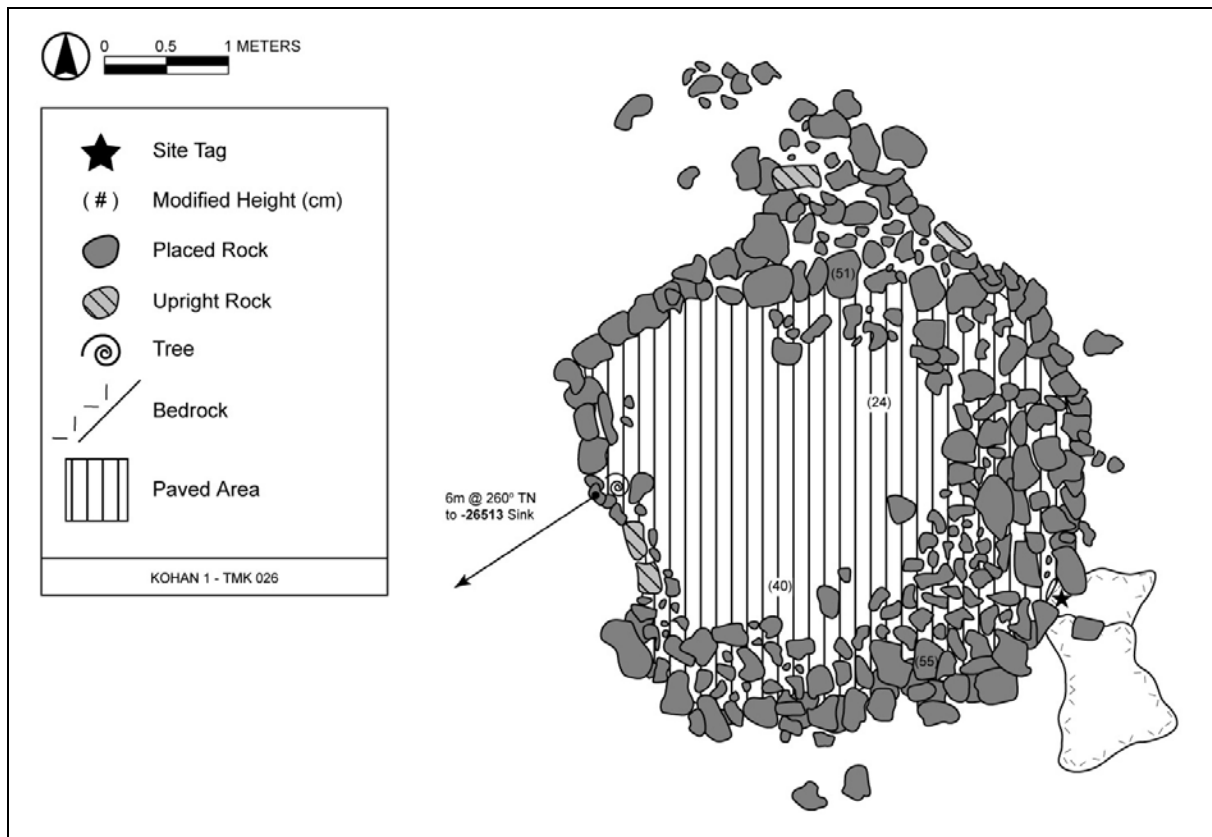 0 0.5 1 METERS
Site Tag
(#) Modified Height (cm)
Placed Rock
Upright Rock
Tree
Bedrock
Paved Area
KOHAN 1 - TMK 026
(51)
(24)
6m @ 260º TN
to -26513 Sink
(40)
(55)